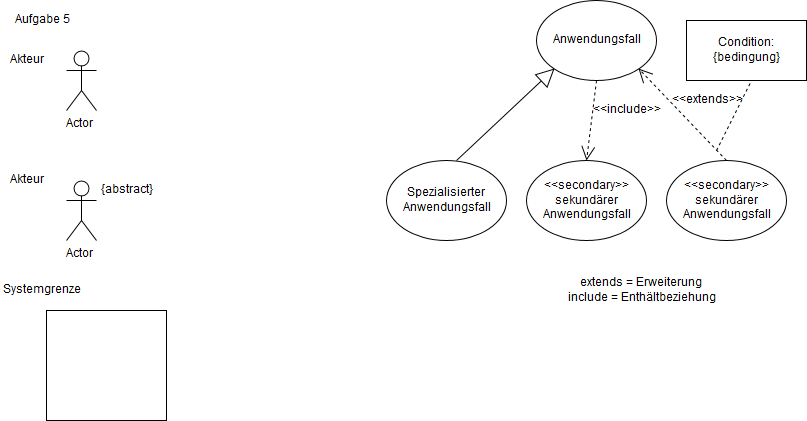 Aufgabe 5
Akteur
Actor
Akteur
{abstract}
Actor
Systemgrenze
Anwendungsfall
Condition:
{bedingung}
<<include>>
<<extends>>
Spezialisierter
Anwendungsfall
<<secondary>>
sekundärer
Anwendungsfall
<<secondary>>
sekundärer
Anwendungsfall
extends = Erweiterung
include = Enthältbeziehung